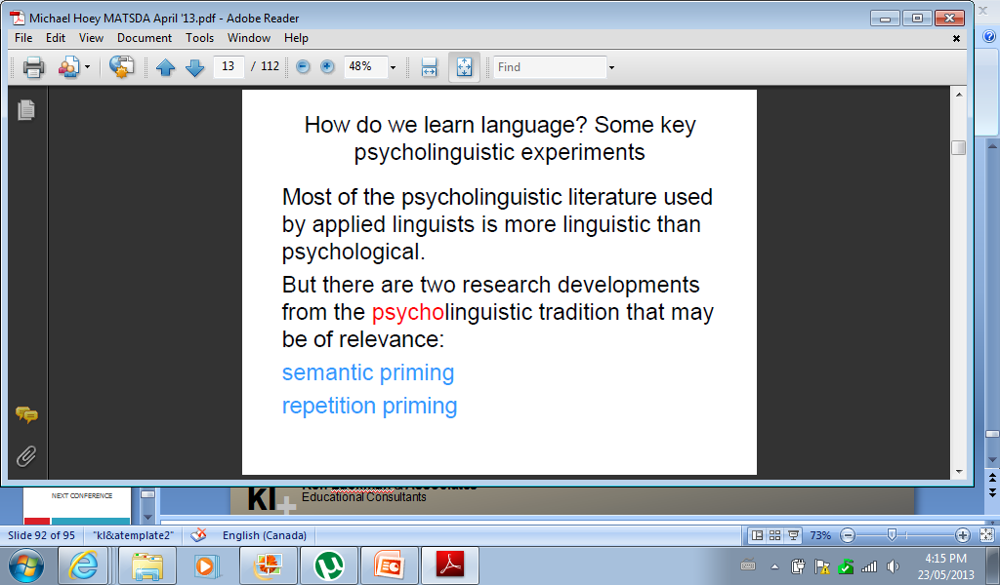 Michael Hoey MATSDA April '13.pdf - Adobe Reader
File Edit View Document Tools Window Help
13 / 112 48% Find
How do we learn language? Some key
psycholinguistic experiments
Most of the psycholinguistic literature used
by applied linguists is more linguistic than
psychological.
But there are two research developments
from the psycholinguistic tradition that may
be of relevance:
semantic priming
repetition priming
NEXT CONFERENCE
kl+
Educational Consultants
Slide 92 of 95 "kl&atemplate2" English (Canada) 73%
4:15 PM
23/05/2013